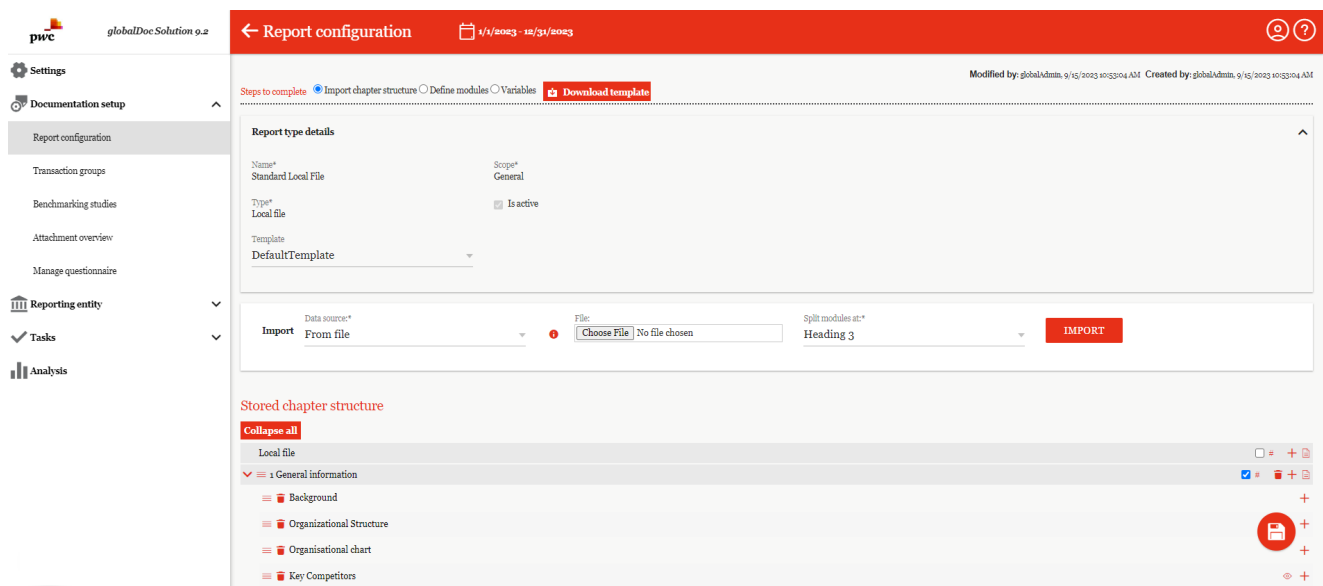 pwc
globalDoc Solution 9.2
Report configuration
1/1/2023 - 12/31/2023
?
Settings
Documentation setup
Report configuration
Transaction groups
Benchmarking studies
Attachment overview
Manage questionnaire
Reporting entity
Tasks
Analysis
Modified by: globalAdmin, 9/15/2023 10:53:04 AM Created by: globalAdmin, 9/15/2023 10:53:04 AM
Steps to complete Import chapter structure Define modules Variables Download template
Report type details
Name*
Standard Local File
Scope*
General
Type*
Local file
Is active
Template
DefaultTemplate
Import
Data source:*
From file
File:
Choose File No file chosen
Split modules at:*
Heading 3
IMPORT
Stored chapter structure
Collapse all
Local file # +
1 General information # +
Background +
Organizational Structure +
Organisational chart +
Key Competitors +